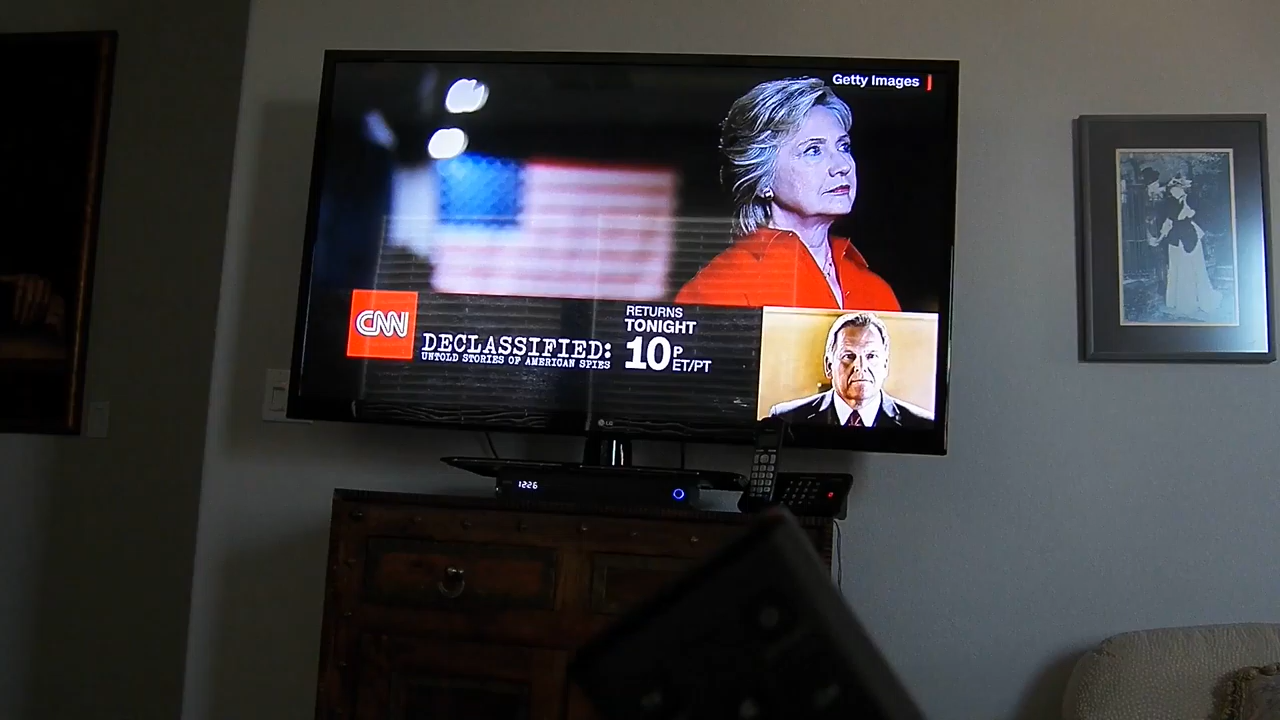 Getty Images
CNN
DECLASSIFIED:
UNTOLD STORIES OF AMERICAN SPIES
RETURNS
TONIGHT
10P
ET/PT
LG
1226